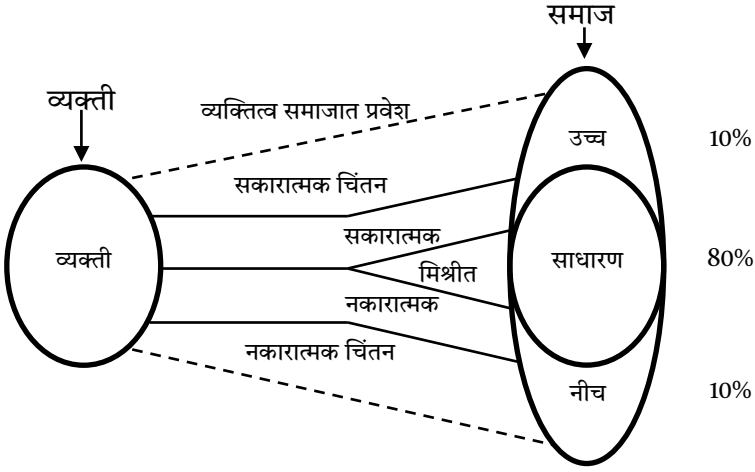 समाज
व्यक्ती
व्यक्तित्व समाजात प्रवेश
उच्च
10%
सकारात्मक चिंतन
सकारात्मक
व्यक्ती
मिश्रीत
साधारण
80%
नकारात्मक
नकारात्मक चिंतन
नीच
10%